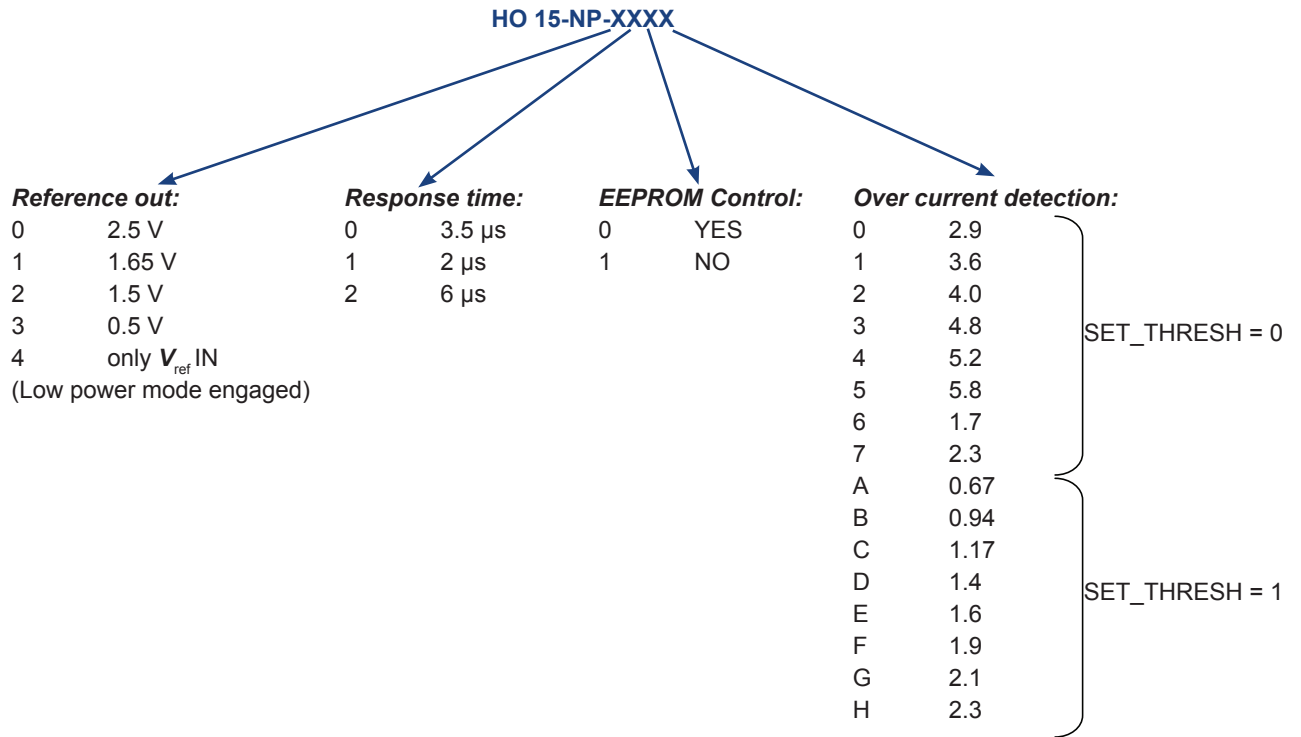 HO 15-NP-XXXX
Reference out:
0 2.5 V
1 1.65 V
2 1.5 V
3 0.5 V
4 only Vref IN
(Low power mode engaged)
Response time:
0 3.5 µs
1 2 µs
2 6 µs
EEPROM Control:
0 YES
1 NO
Over current detection:
0 2.9
1 3.6
2 4.0
3 4.8
4 5.2
5 5.8
6 1.7
7 2.3
SET_THRESH = 0
A 0.67
B 0.94
C 1.17
D 1.4
E 1.6
F 1.9
G 2.1
H 2.3
SET_THRESH = 1